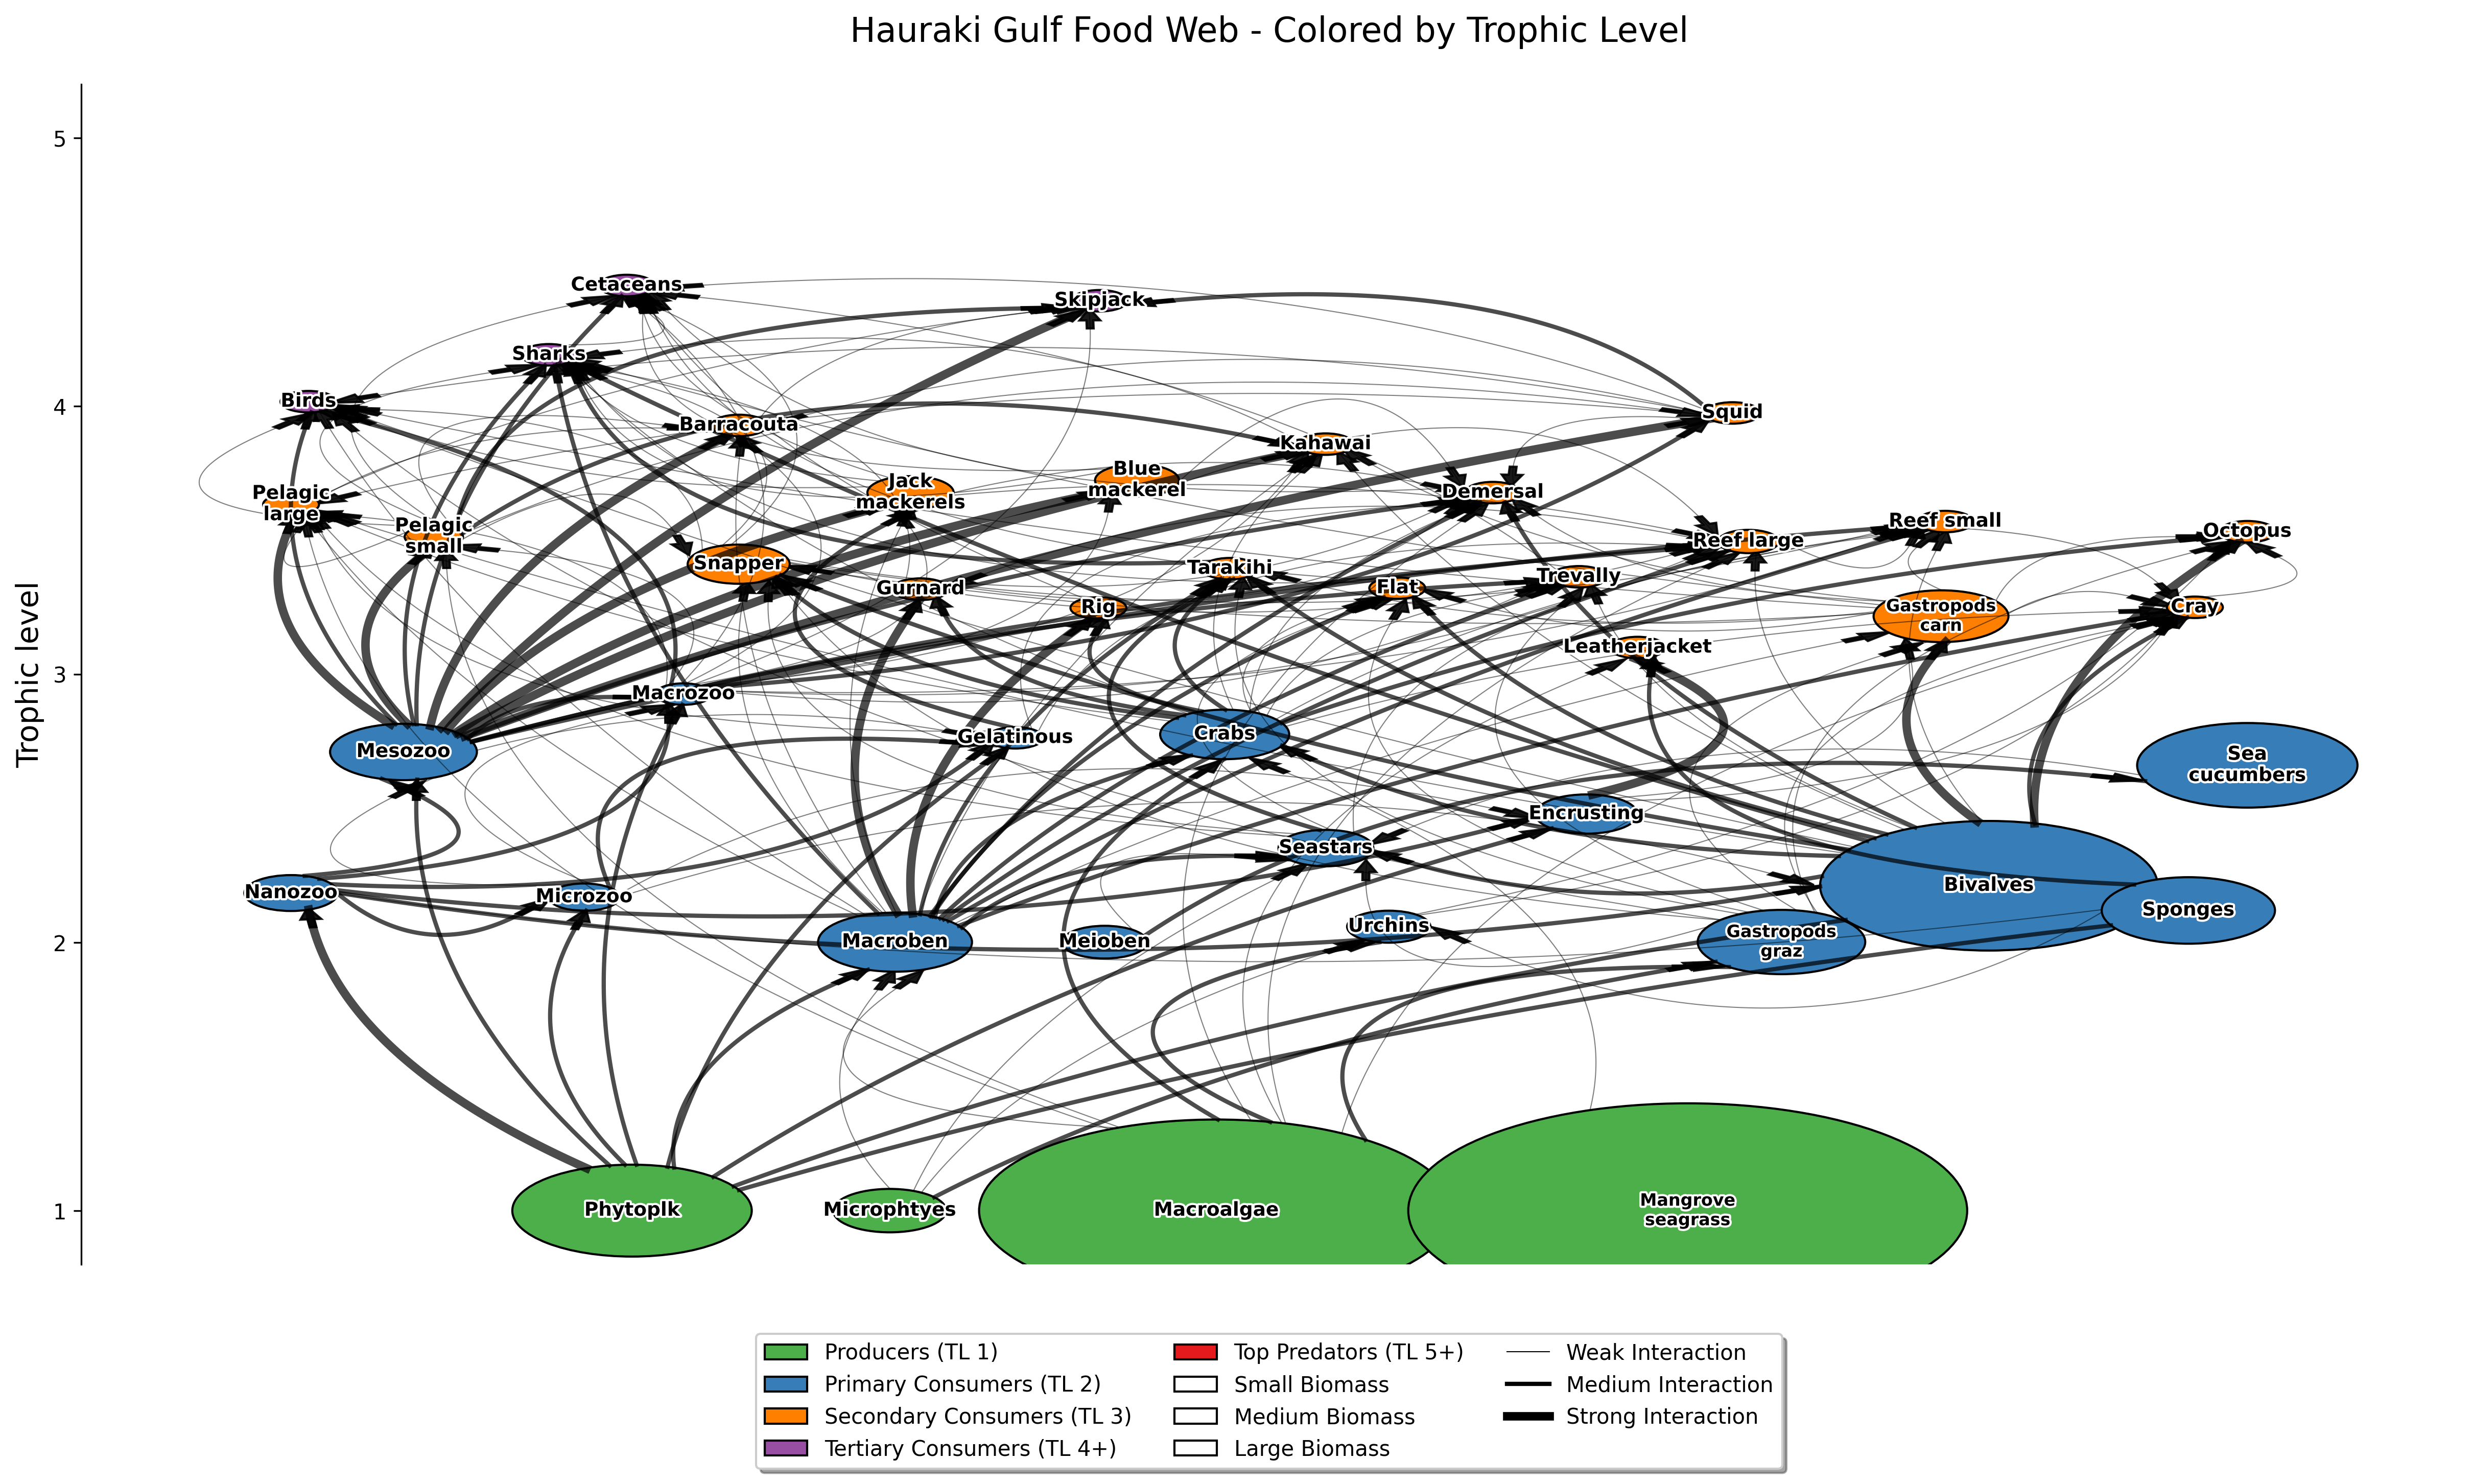 Hauraki Gulf Food Web - Colored by Trophic Level
Trophic level
5
4
3
2
1
Cetaceans
Skipjack
Sharks
Birds
Squid
Barracouta
Kahawai
Blue
mackerel
Jack
mackerels
Demersal
Pelagic
large
Reef small
Pelagic
small
Octopus
Reef large
Snapper
Tarakihi
Trevally
Gurnard
Flat
Rig
Cray
Gastropods
carn
Leatherjacket
Macrozoo
Crabs
Gelatinous
Mesozoo
Sea
cucumbers
Encrusting
Seastars
Bivalves
Nanozoo
Microzoo
Sponges
Urchins
Macroben
Meioben
Gastropods
graz
Phytoplk
Microphtyes
Macroalgae
Mangrove
seagrass
Producers (TL 1)
Primary Consumers (TL 2)
Secondary Consumers (TL 3)
Tertiary Consumers (TL 4+)
Top Predators (TL 5+)
Small Biomass
Medium Biomass
Large Biomass
Weak Interaction
Medium Interaction
Strong Interaction